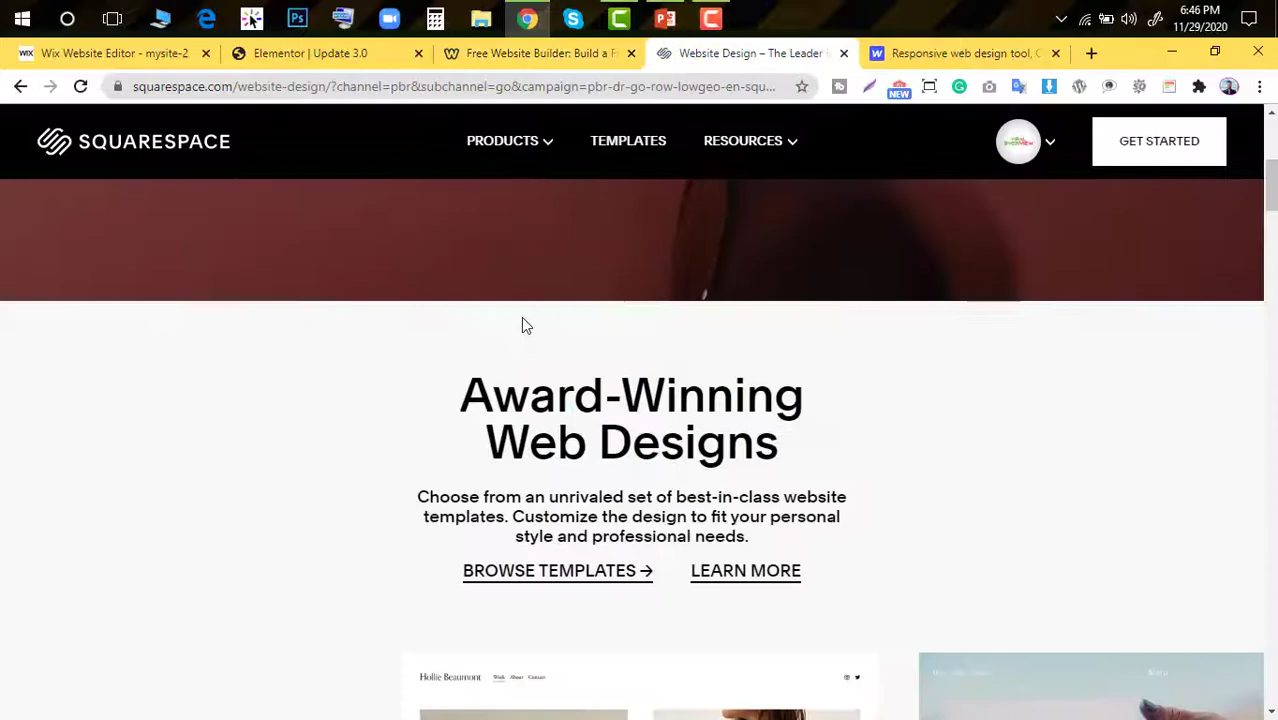 6:46 PM
11/29/2020
WIX Wix Website Editor - mysite-2
Elementor | Update 3.0
Free Website Builder: Build a F
Website Design – The Leader i
Responsive web design tool, C
squarespace.com/website-design/?channel=pbr&subchannel=go&campaign=pbr-dr-go-row-lowgeo-en-squ...
NEW
SQUARESPACE
PRODUCTS
TEMPLATES
RESOURCES
GET STARTED
Award-Winning
Web Designs
Choose from an unrivaled set of best-in-class website
templates. Customize the design to fit your personal
style and professional needs.
BROWSE TEMPLATES →
LEARN MORE
Hollie Beaumont
Work
About
Contact